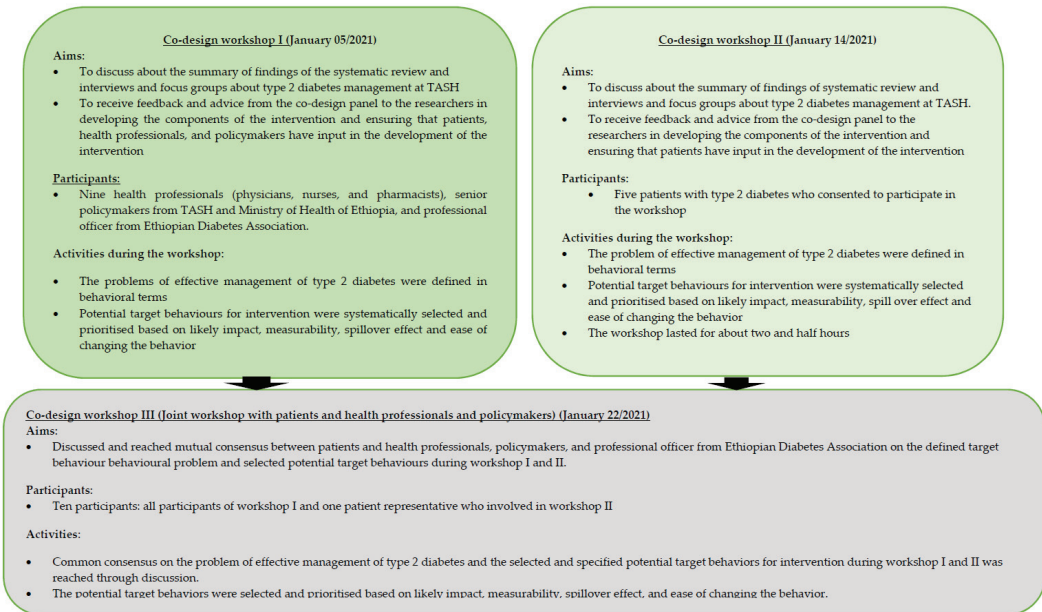 Co-design workshop I (January 05/2021)
Aims:
• To discuss about the summary of findings of the systematic review and
interviews and focus groups about type 2 diabetes management at TASH
• To receive feedback and advice from the co-design panel to the researchers in
developing the components of the intervention and ensuring that patients,
health professionals, and policymakers have input in the development of the
intervention
Participants:
• Nine health professionals (physicians, nurses, and pharmacists), senior
policymakers from TASH and Ministry of Health of Ethiopia, and professional
officer from Ethiopian Diabetes Association.
Activities during the workshop:
• The problems of effective management of type 2 diabetes were defined in
behavioral terms
• Potential target behaviours for intervention were systematically selected and
prioritised based on likely impact, measurability, spillover effect and ease of
changing the behavior
Co-design workshop II (January 14/2021)
Aims:
• To discuss about the summary of findings of systematic review and
interviews and focus groups about type 2 diabetes management at TASH.
• To receive feedback and advice from the co-design panel to the
researchers in developing the components of the intervention and
ensuring that patients have input in the development of the intervention
Participants:
• Five patients with type 2 diabetes who consented to participate in
the workshop
Activities during the workshop:
• The problem of effective management of type 2 diabetes were defined in
behavioral terms
• Potential target behaviours for intervention were systematically selected
and prioritised based on likely impact, measurability, spill over effect and
ease of changing the behavior
• The workshop lasted for about two and half hours
Co-design workshop III (Joint workshop with patients and health professionals and policymakers) (January 22/2021)
Aims:
• Discussed and reached mutual consensus between patients and health professionals, policymakers, and professional officer from Ethiopian Diabetes Association on the defined target
behaviour behavioural problem and selected potential target behaviours during workshop I and II.
Participants:
• Ten participants: all participants of workshop I and one patient representative who involved in workshop II
Activities:
• Common consensus on the problem of effective management of type 2 diabetes and the selected and specified potential target behaviors for intervention during workshop I and II was
reached through discussion.
• The potential target behaviors were selected and prioritised based on likely impact, measurability, spillover effect, and ease of changing the behavior.